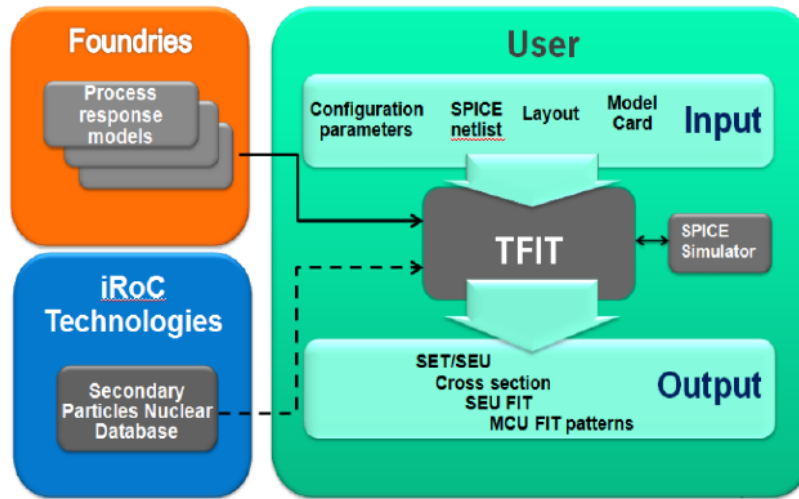 Foundries
Process
response
models
iRoC
Technologies
Secondary
Particles Nuclear
Database
User
Configuration
parameters
SPICE
netlist
Layout
Model
Card
Input
TFIT
SPICE
Simulator
SET/SEU
Cross section
SEU FIT
MCU FIT patterns
Output